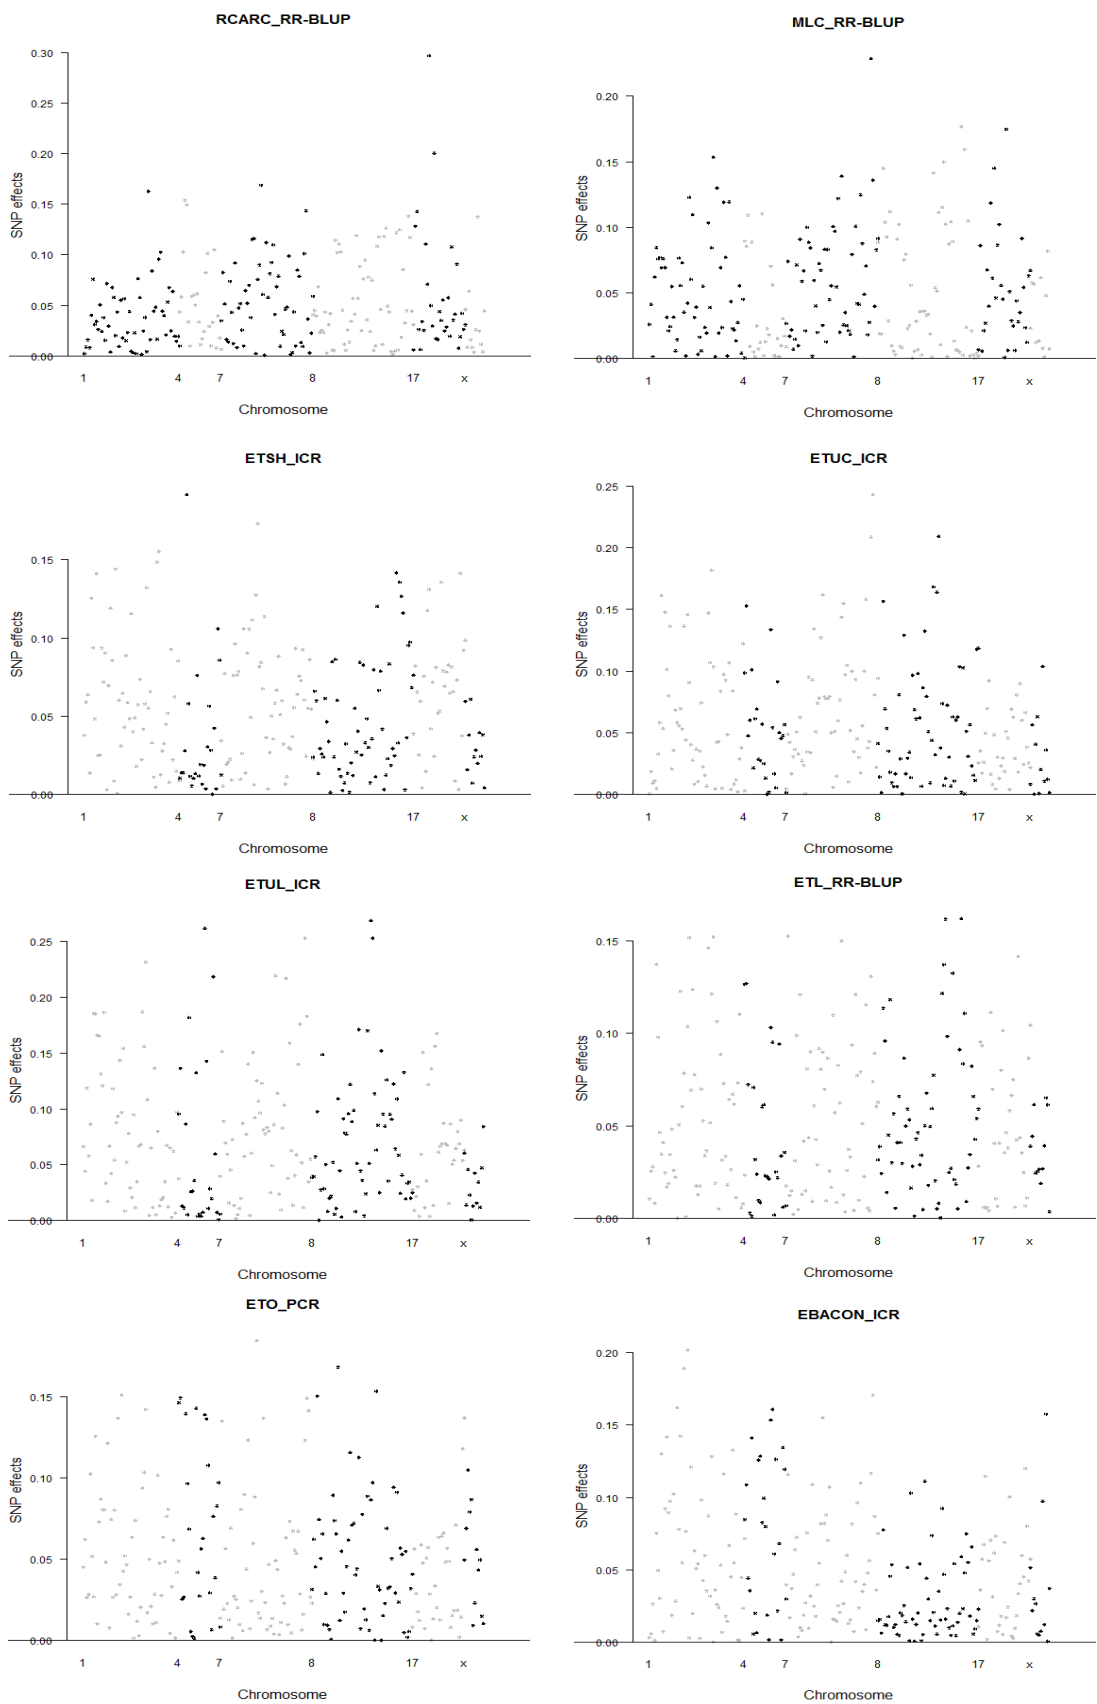 RCARC_RR-BLUP
0.30
0.25
0.20
0.15
0.10
0.05
0.00
SNP effects
1 4 7 8 17 x
Chromosome
MLC_RR-BLUP
0.20
0.15
0.10
0.05
0.00
SNP effects
1 4 7 8 17 x
Chromosome
ETSH_ICR
0.15
0.10
0.05
0.00
SNP effects
1 4 7 8 17 x
Chromosome
ETUC_ICR
0.25
0.20
0.15
0.10
0.05
0.00
SNP effects
1 4 7 8 17 x
Chromosome
ETUL_ICR
0.25
0.20
0.15
0.10
0.05
0.00
SNP effects
1 4 7 8 17 x
Chromosome
ETL_RR-BLUP
0.15
0.10
0.05
0.00
SNP effects
1 4 7 8 17 x
Chromosome
ETO_PCR
0.15
0.10
0.05
0.00
SNP effects
1 4 7 8 17 x
Chromosome
EBACON_ICR
0.20
0.15
0.10
0.05
0.00
SNP effects
1 4 7 8 17 x
Chromosome